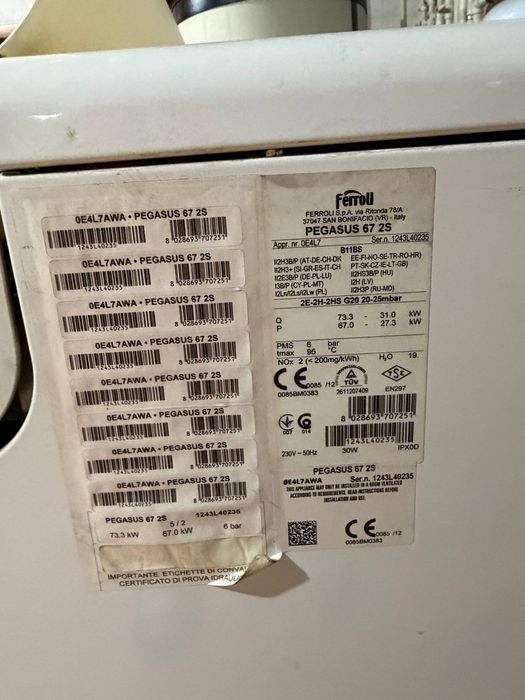 0E4L7AWA • PEGASUS 67 2S
1243L40235
8 028693 707251
0E4L7AWA • PEGASUS 67 2S
1243L40235
8 028693 707251
0E4L7AWA • PEGASUS 67 2S
1243L40235
8 028693 707251
0E4L7AWA • PEGASUS 67 2S
1243L40235
8 028693 707251
0E4L7AWA • PEGASUS 67 2S
1243L40235
8 028693 707251
0E4L7AWA • PEGASUS 67 2S
1243L40235
8 028693 707251
0E4L7AWA • PEGASUS 67 2S
1243L40235
8 028693 707251
0E4L7AWA • PEGASUS 67 2S
1243L40235
8 028693 707251
PEGASUS 67 2S 5 / 2 1243L40235
73.3 kW 67.0 kW 6 bar
IMPORTANTE: ETICHETTE DI
CERTIFICATO DI PROVA
Ferroli
FERROLI S.p.A. via Ritonda 78/A
37047 SAN BONIFACIO (VR) - Italy
PEGASUS 67 2S
Appr. nr. 0E4L7 Ser.n. 1243L40235
B11BS
II2H3B/P (AT-DE-CH-DK EE-FI-NO-SE-TR-RO-HR)
II2H3+ (SI-GR-ES-IT-CH PT-SK-CZ-IE-LT-GB)
II2E3B/P (DE-PL-LU) II2HS3B/P (HU)
I3B/P (CY-PL-MT) I2H (LV)
I2Ln/I2Ls/I2Lw (PL) II2H3P (RU-MD)
2E-2H-2HS G20 20-25mbar
Q 73.3 - 31.0 kW
P 67.0 - 27.3 kW
PMS 6 bar
tmax 95 °C
NOx 2 (< 200mg/kWh) H2O 19.
CE 0085 /12
0085BM0383
TÜV
2611207409
TSE
EN297
007
014
8 028693 707251
1243L40235
230V ~ 50Hz 30W IPX0D
PEGASUS 67 2S
0E4L7AWA Ser.n. 1243L40235
THIS APPLIANCE MAY ONLY BE INSTALLED IN A ROOM VENTILATED
ACCORDING TO REQUIREMENTS. READ INSTRUCTIONS BEFORE
INSTALLATION AND USE.
CE 0085 /12
0085BM0383